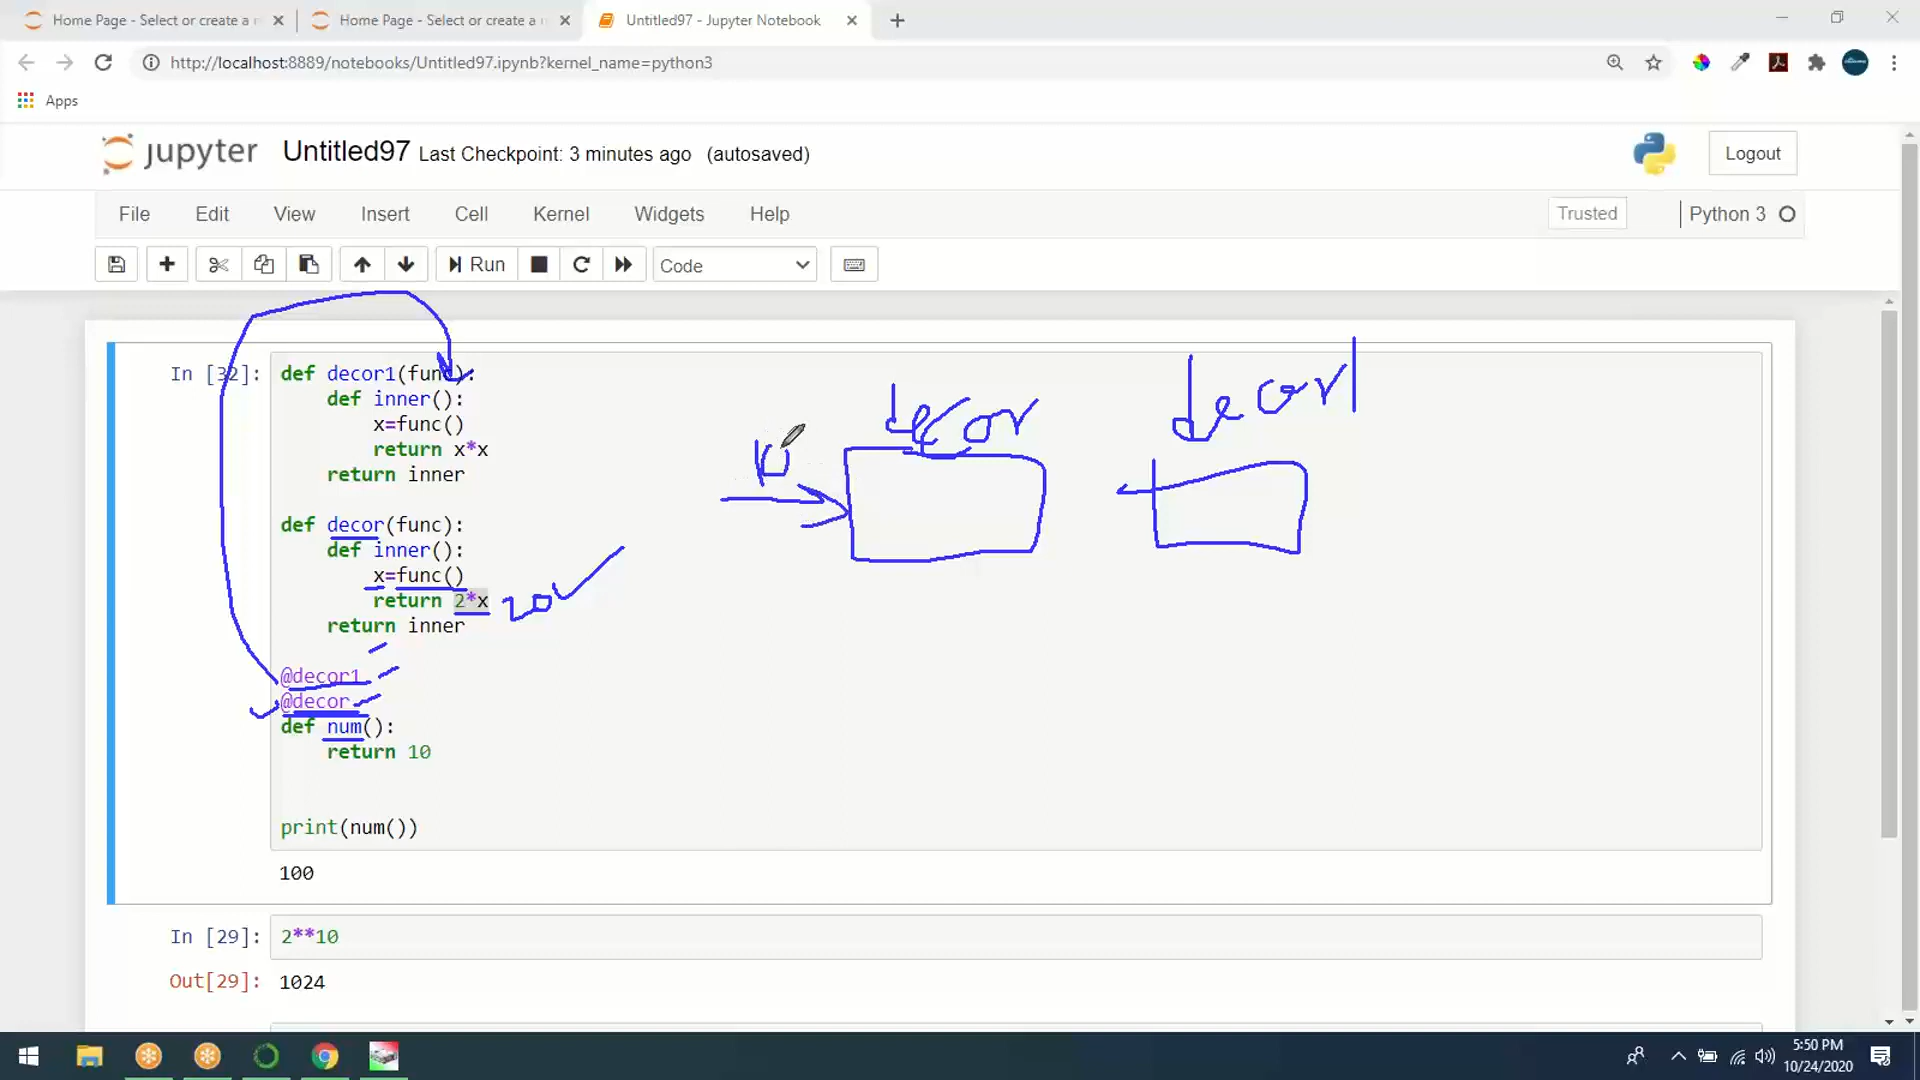 Home Page - Select or create a n
Home Page - Select or create a n
Untitled97 - Jupyter Notebook
http://localhost:8889/notebooks/Untitled97.ipynb?kernel_name=python3
Apps
jupyter Untitled97 Last Checkpoint: 3 minutes ago (autosaved)
Logout
File Edit View Insert Cell Kernel Widgets Help
Trusted
Python 3
Run
Code
In [32]:
def decor1(func):
    def inner():
        x=func()
        return x*x
    return inner
def decor(func):
    def inner():
        x=func()
        return 2*x
    return inner
@decor1
@decor
def num():
    return 10
print(num())
100
20
10
decor
decor1
In [29]: 2**10
Out[29]: 1024
5:50 PM
10/24/2020